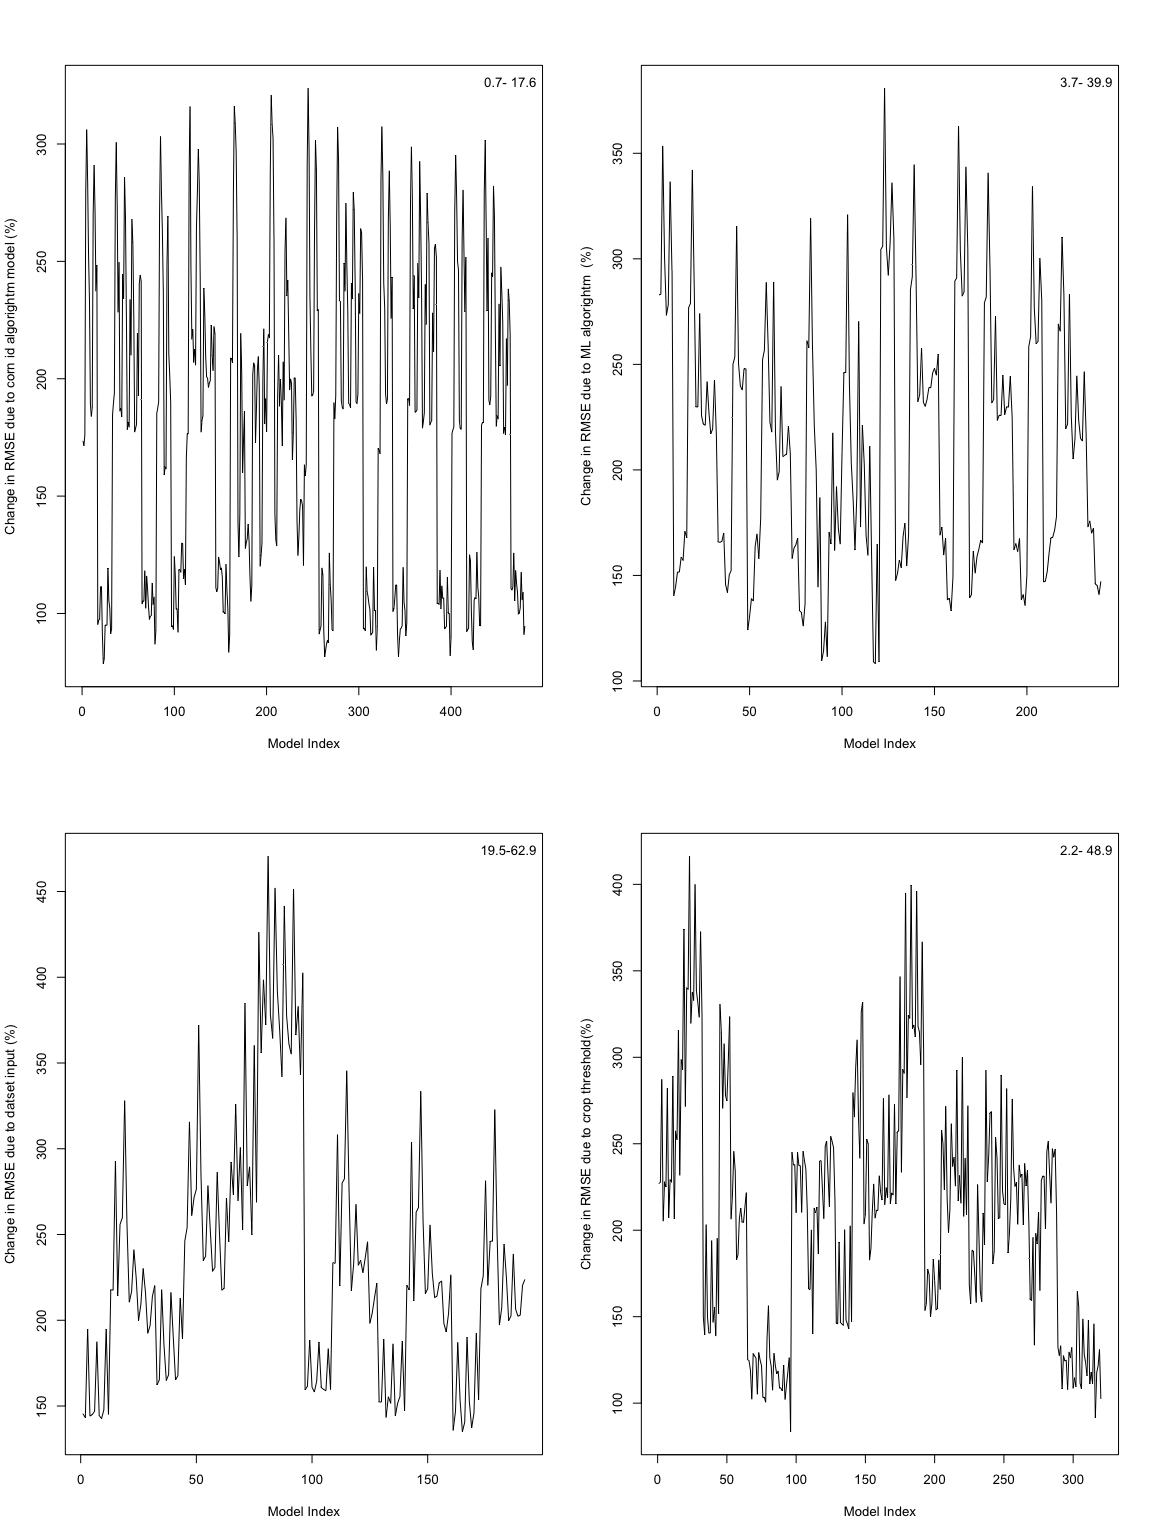 0.7- 17.6
Change in RMSE due to corn id algorightm model (%)
300
250
200
150
100
0 100 200 300 400
Model Index
3.7- 39.9
Change in RMSE due to ML algorightm (%)
350
300
250
200
150
100
0 50 100 150 200
Model Index
19.5-62.9
Change in RMSE due to datset input (%)
450
400
350
300
250
200
150
0 50 100 150
Model Index
2.2- 48.9
Change in RMSE due to crop threshold(%)
400
350
300
250
200
150
100
0 50 100 150 200 250 300
Model Index